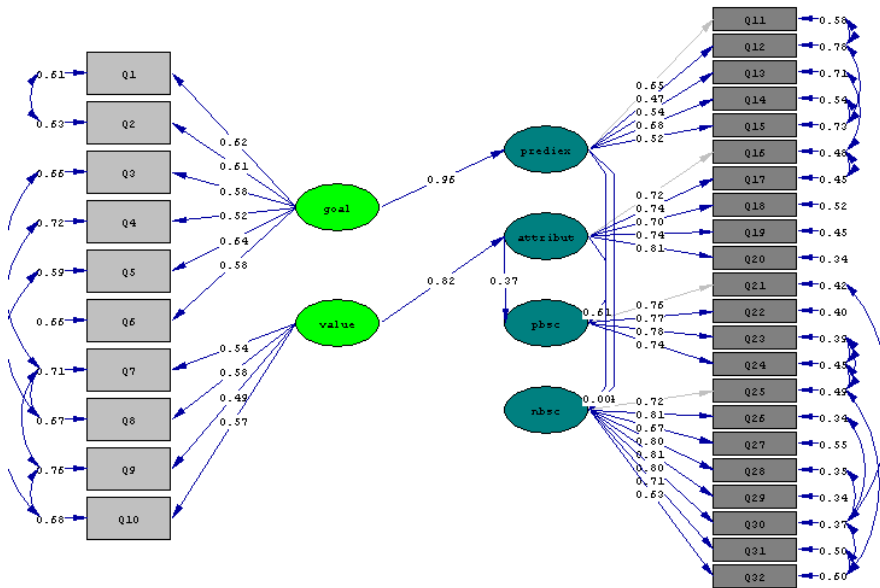 Q1
0.61
Q2
0.63
Q3
0.66
Q4
0.72
Q5
0.59
Q6
0.66
Q7
0.71
Q8
0.67
Q9
0.76
Q10
0.68
0.62
0.61
0.58
0.52
0.64
0.58
goal
0.54
0.58
0.49
0.57
value
0.96
0.82
prediex
attribut
0.37
pbsc
nbsc
0.61
0.65
0.47
0.54
0.68
0.52
0.72
0.74
0.70
0.74
0.81
0.76
0.77
0.78
0.74
0.72
0.81
0.67
0.80
0.81
0.80
0.71
0.63
Q11
0.58
Q12
0.78
Q13
0.71
Q14
0.54
Q15
0.73
Q16
0.48
Q17
0.45
Q18
0.52
Q19
0.45
Q20
0.34
Q21
0.42
Q22
0.40
Q23
0.39
Q24
0.45
Q25
0.49
Q26
0.34
Q27
0.55
Q28
0.35
Q29
0.34
Q30
0.37
Q31
0.50
Q32
0.60